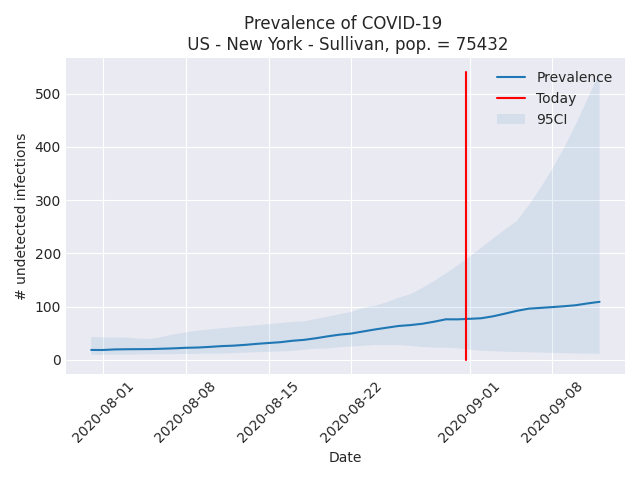 Prevalence of COVID-19
US - New York - Sullivan, pop. = 75432
Prevalence
Today
95CI
# undetected infections
500
400
300
200
100
0
2020-08-01
2020-08-08
2020-08-15
2020-08-22
2020-09-01
2020-09-08
Date